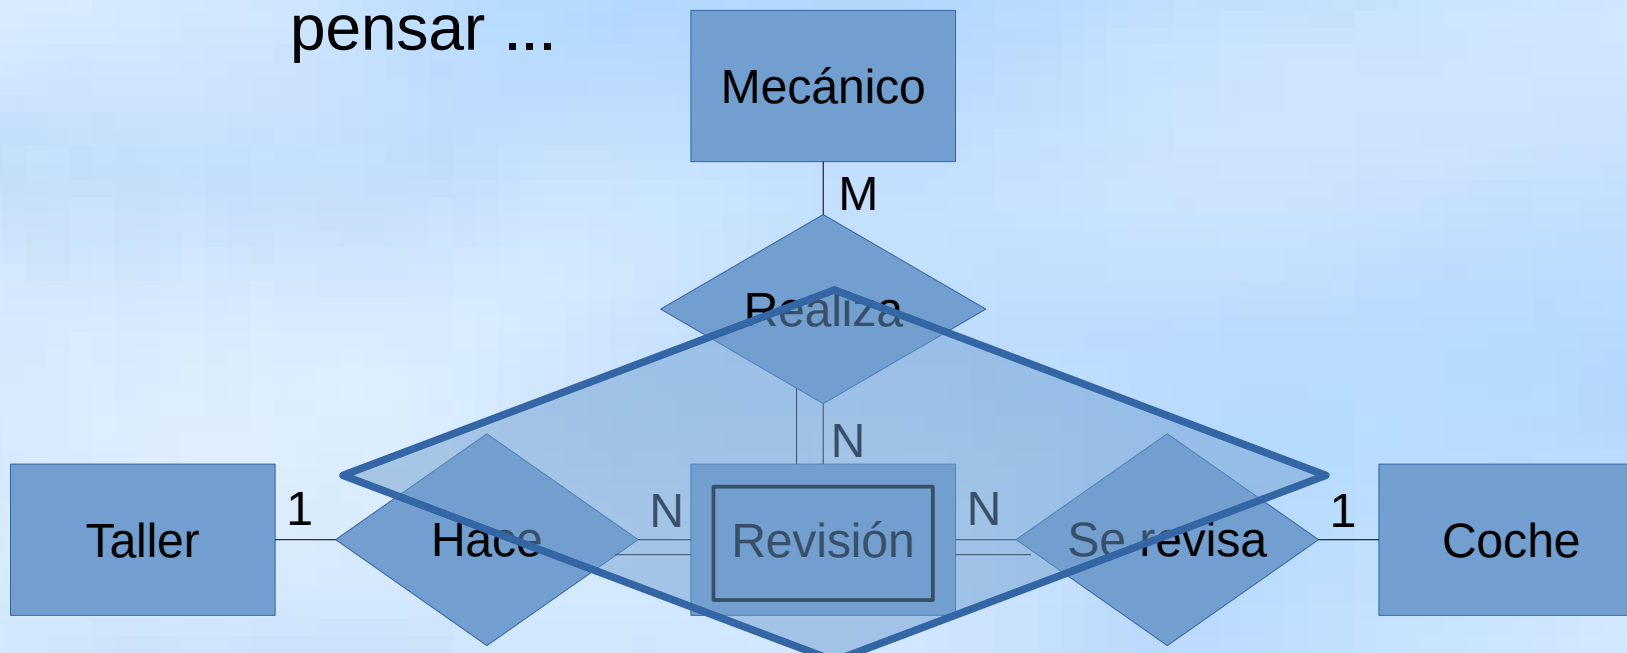 pensar ...
Mecánico
M
Realiza
N
Taller
1
Hace
N
Revisión
N
Se revisa
1
Coche